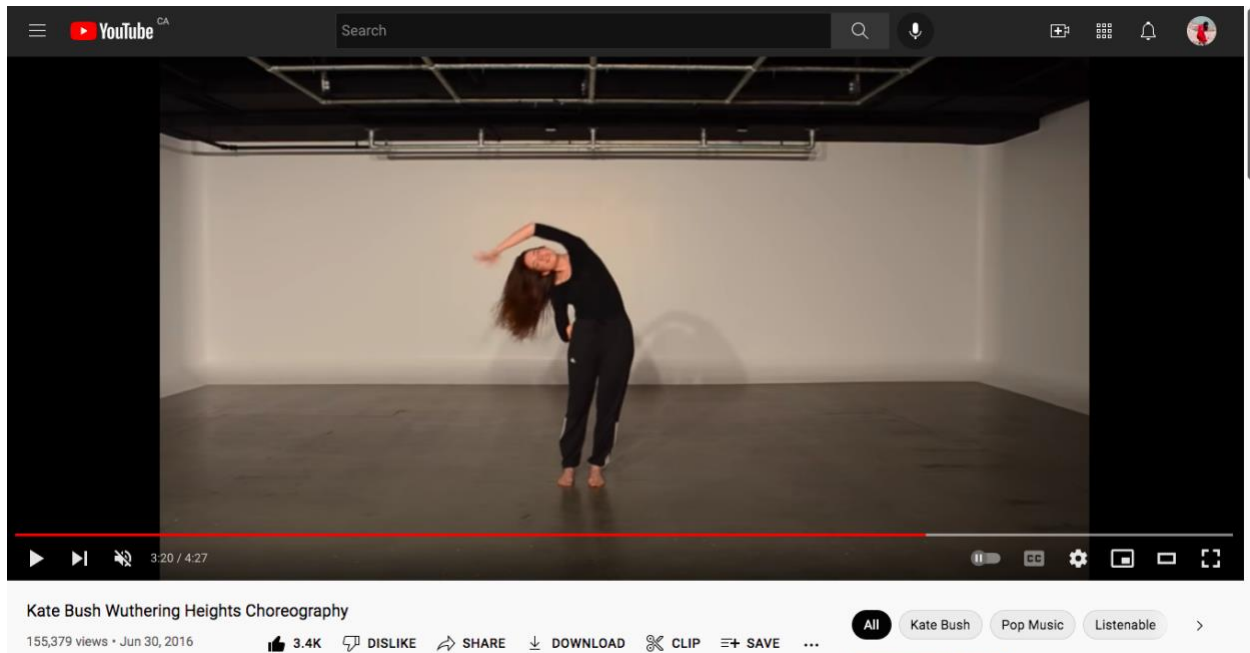 YouTube CA
Search
3:20 / 4:27
CC
Kate Bush Wuthering Heights Choreography
155,379 views • Jun 30, 2016
3.4K DISLIKE SHARE DOWNLOAD CLIP SAVE ...
All Kate Bush Pop Music Listenable